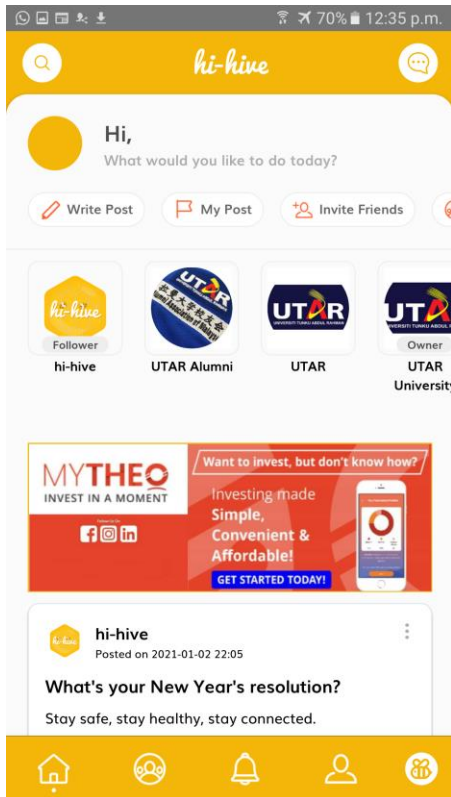 70% 12:35 p.m.
hi-hive
Hi,
What would you like to do today?
Write Post
My Post
Invite Friends
hi-hive
Follower
hi-hive
UTAR
UTAR Alumni
UTAR
UNIVERSITI TUNKU ABDUL RAHMAN
UTAR
UTA
Owner
UTAR
University
MYTHEO
INVEST IN A MOMENT
Want to invest, but don't know how?
Investing made
Simple,
Convenient &
Affordable!
GET STARTED TODAY!
hi-hive
Posted on 2021-01-02 22:05
What's your New Year's resolution?
Stay safe, stay healthy, stay connected.